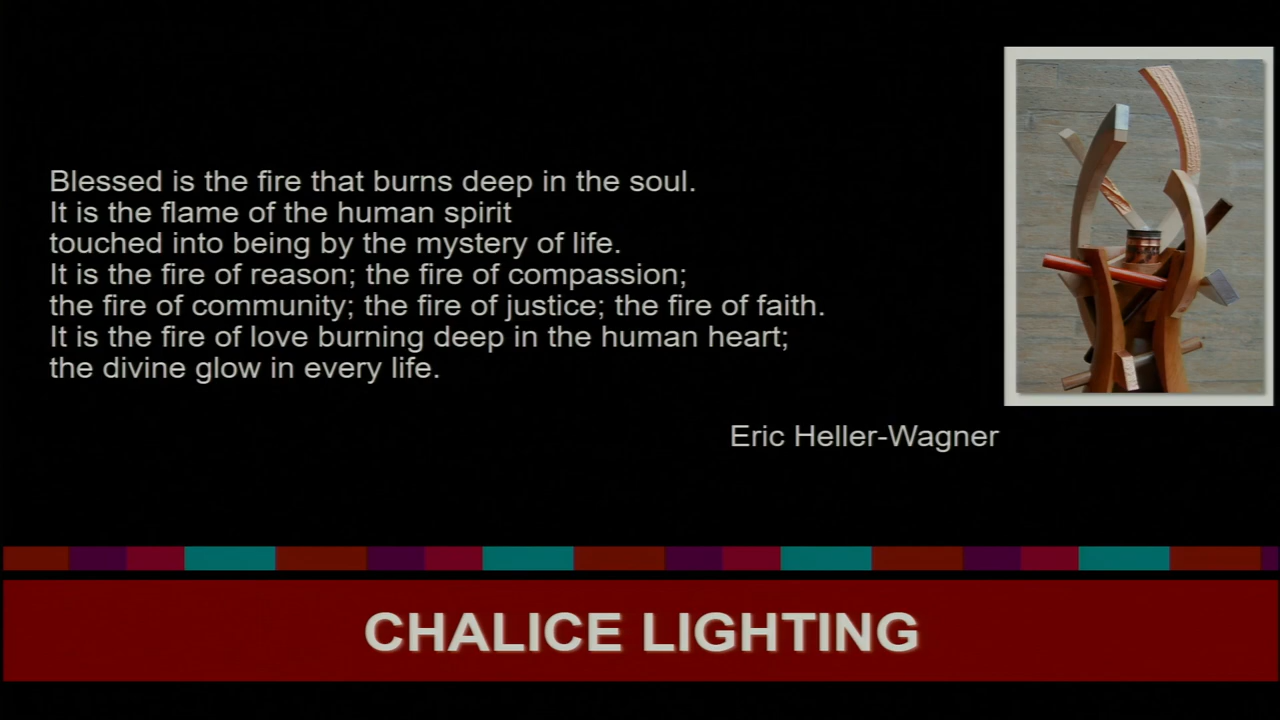 Blessed is the fire that burns deep in the soul.
It is the flame of the human spirit
touched into being by the mystery of life.
It is the fire of reason; the fire of compassion;
the fire of community; the fire of justice; the fire of faith.
It is the fire of love burning deep in the human heart;
the divine glow in every life.
Eric Heller-Wagner
CHALICE LIGHTING